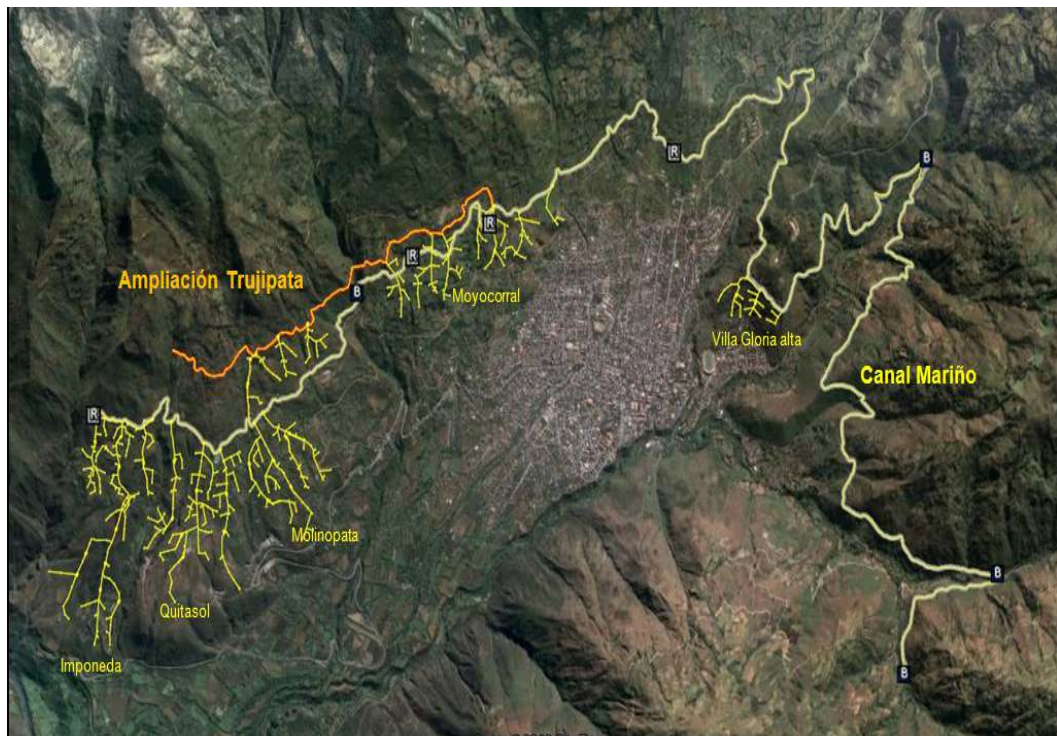 R
B
R
Ampliación Trujipata
R
B
Moyocorral
Villa Gloria alta
Canal Mariño
R
Molinopata
B
Quitasol
Imponeda
B